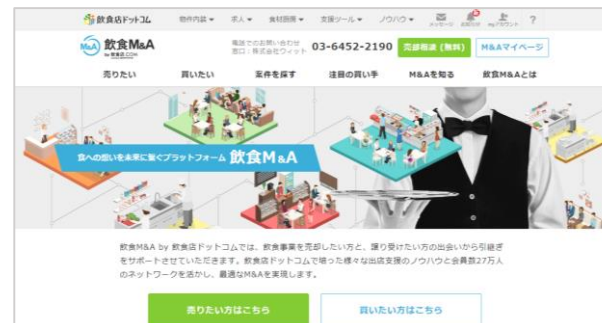 飲食店ドットコム 物件内装 求人 食材厨房 支援ツール ノウハウ メッセージ お知らせ myアカウント ?
M&A 飲食M&A by 飲食店.COM
電話でのお問い合わせ
窓口：株式会社ウィット
03-6452-2190 売却相談 (無料) M&Aマイページ
売りたい 買いたい 案件を探す 注目の買い手 M&Aを知る 飲食M&Aとは
食への想いを未来に繋ぐプラットフォーム 飲食M&A
飲食M&A by 飲食店ドットコムでは、飲食事業を売却したい方と、譲り受けたい方の出会いから引継ぎ
をサポートさせていただきます。飲食店ドットコムで培った様々な出店支援のノウハウと会員数27万人
のネットワークを活かし、最適なM&Aを実現します。
売りたい方はこちら 買いたい方はこちら